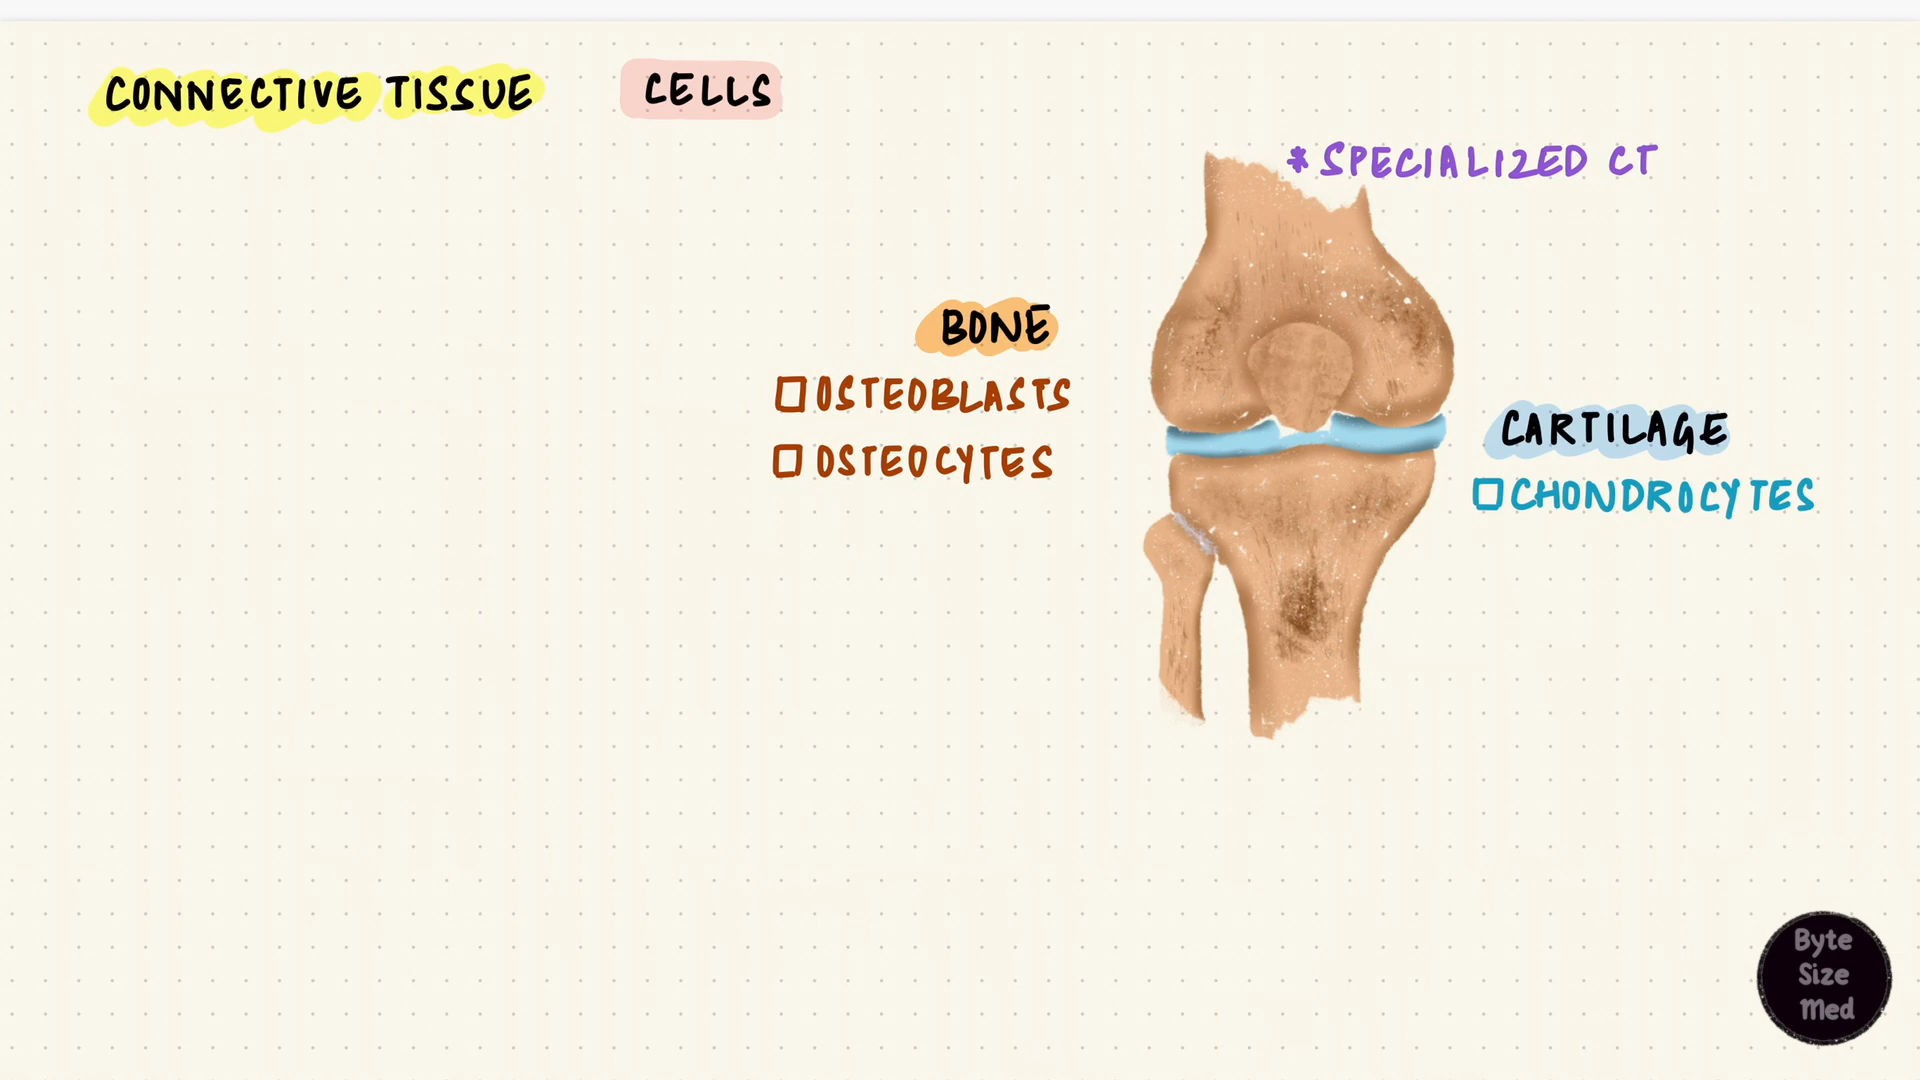 CONNECTIVE TISSUE CELLS
*SPECIALIZED CT
BONE
□ OSTEOBLASTS
□ OSTEOCYTES
CARTILAGE
□ CHONDROCYTES
Byte
Size
Med